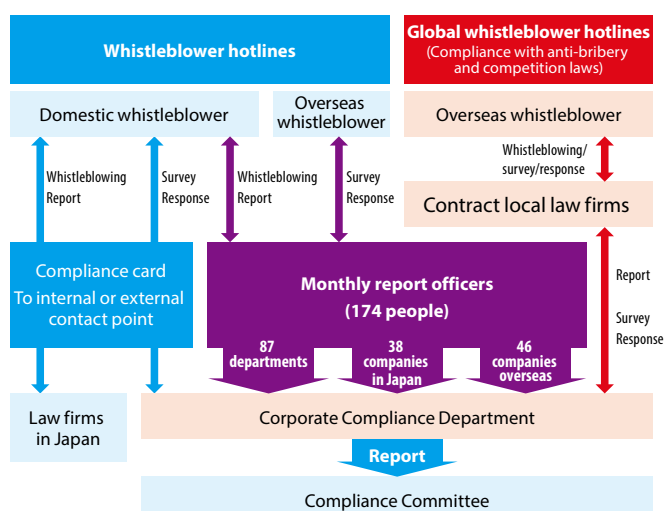 Whistleblower hotlines
Global whistleblower hotlines
(Compliance with anti-bribery
and competition laws)
Domestic whistleblower
Overseas
whistleblower
Overseas whistleblower
Whistleblowing
Report
Survey
Response
Whistleblowing
Report
Survey
Response
Whistleblowing/
survey/response
Contract local law firms
Compliance card
To internal or external
contact point
Monthly report officers
(174 people)
Report
Survey
Response
87
departments
38
companies
in Japan
46
companies
overseas
Law firms
in Japan
Corporate Compliance Department
Report
Compliance Committee